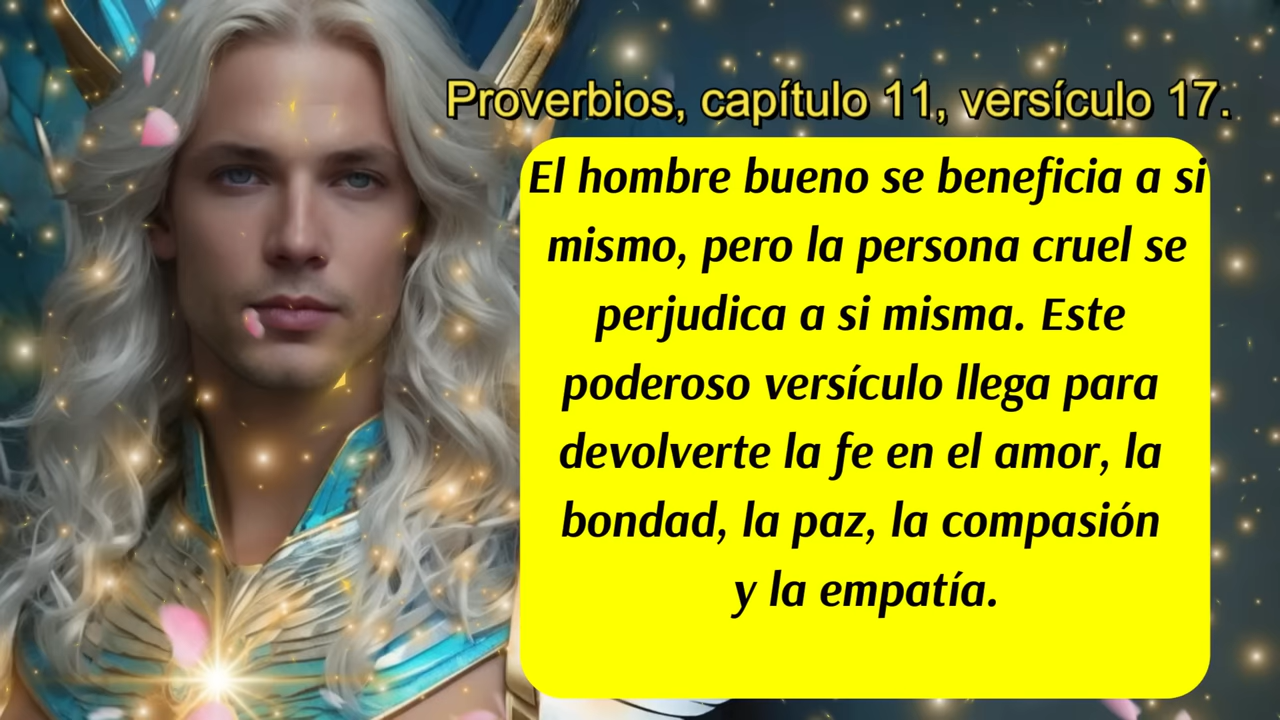 Proverbios, capítulo 11, versículo 17.
El hombre bueno se beneficia a si
mismo, pero la persona cruel se
perjudica a si misma. Este
poderoso versículo llega para
devolverte la fe en el amor, la
bondad, la paz, la compasión
y la empatía.